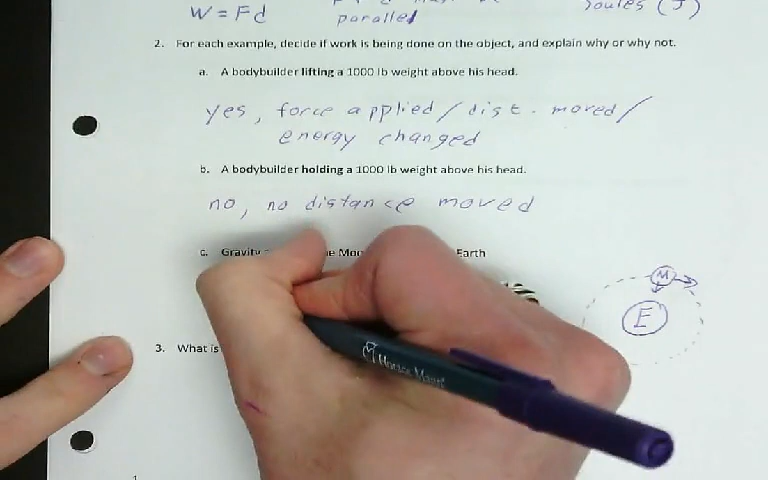 W = Fd
parallel
Joules (J)
2. For each example, decide if work is being done on the object, and explain why or why not.
a. A bodybuilder lifting a 1000 lb weight above his head.
yes, force applied / dist. moved /
energy changed
b. A bodybuilder holding a 1000 lb weight above his head.
no, no distance moved
c. Gravity Earth
M
E
3. What is
Horace Mann
1